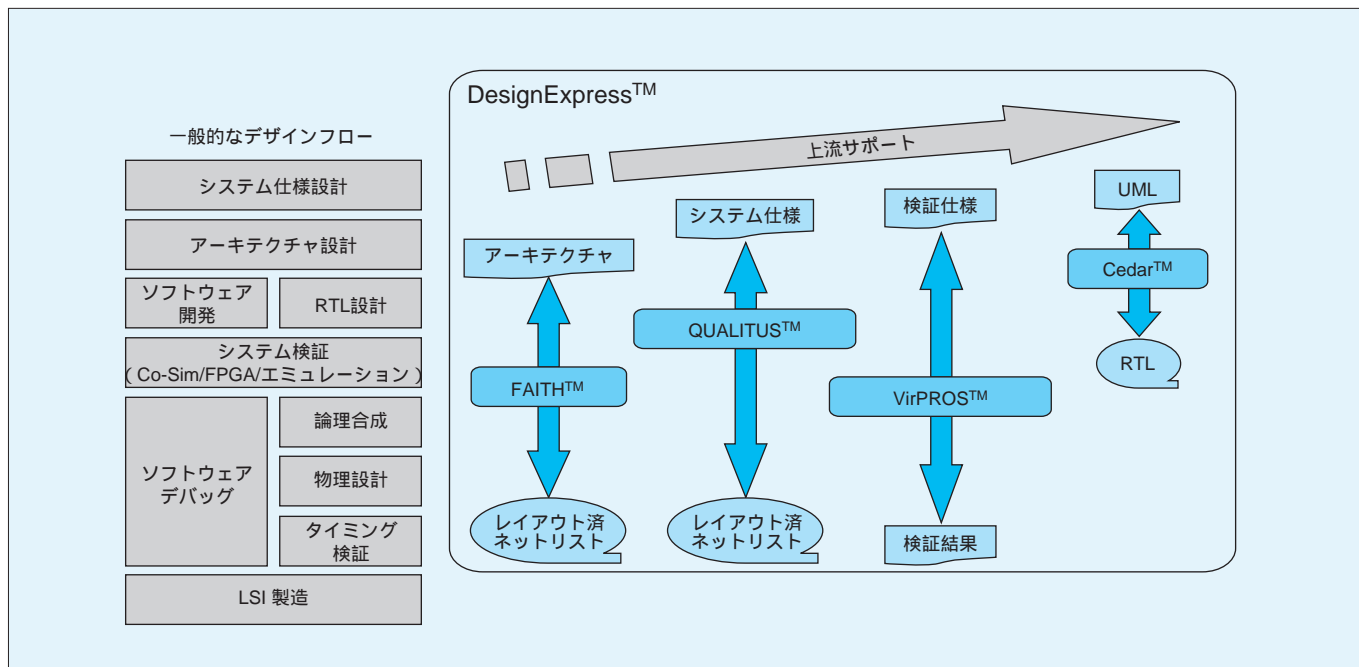 一般的なデザインフロー
システム仕様設計
アーキテクチャ設計
ソフトウェア
開発
RTL設計
システム検証
( Co-Sim/FPGA/エミュレーション )
ソフトウェア
デバッグ
論理合成
物理設計
タイミング
検証
LSI 製造
DesignExpress™
上流サポート
アーキテクチャ
FAITH™
レイアウト済
ネットリスト
システム仕様
QUALITUS™
レイアウト済
ネットリスト
検証仕様
VirPROS™
検証結果
UML
Cedar™
RTL